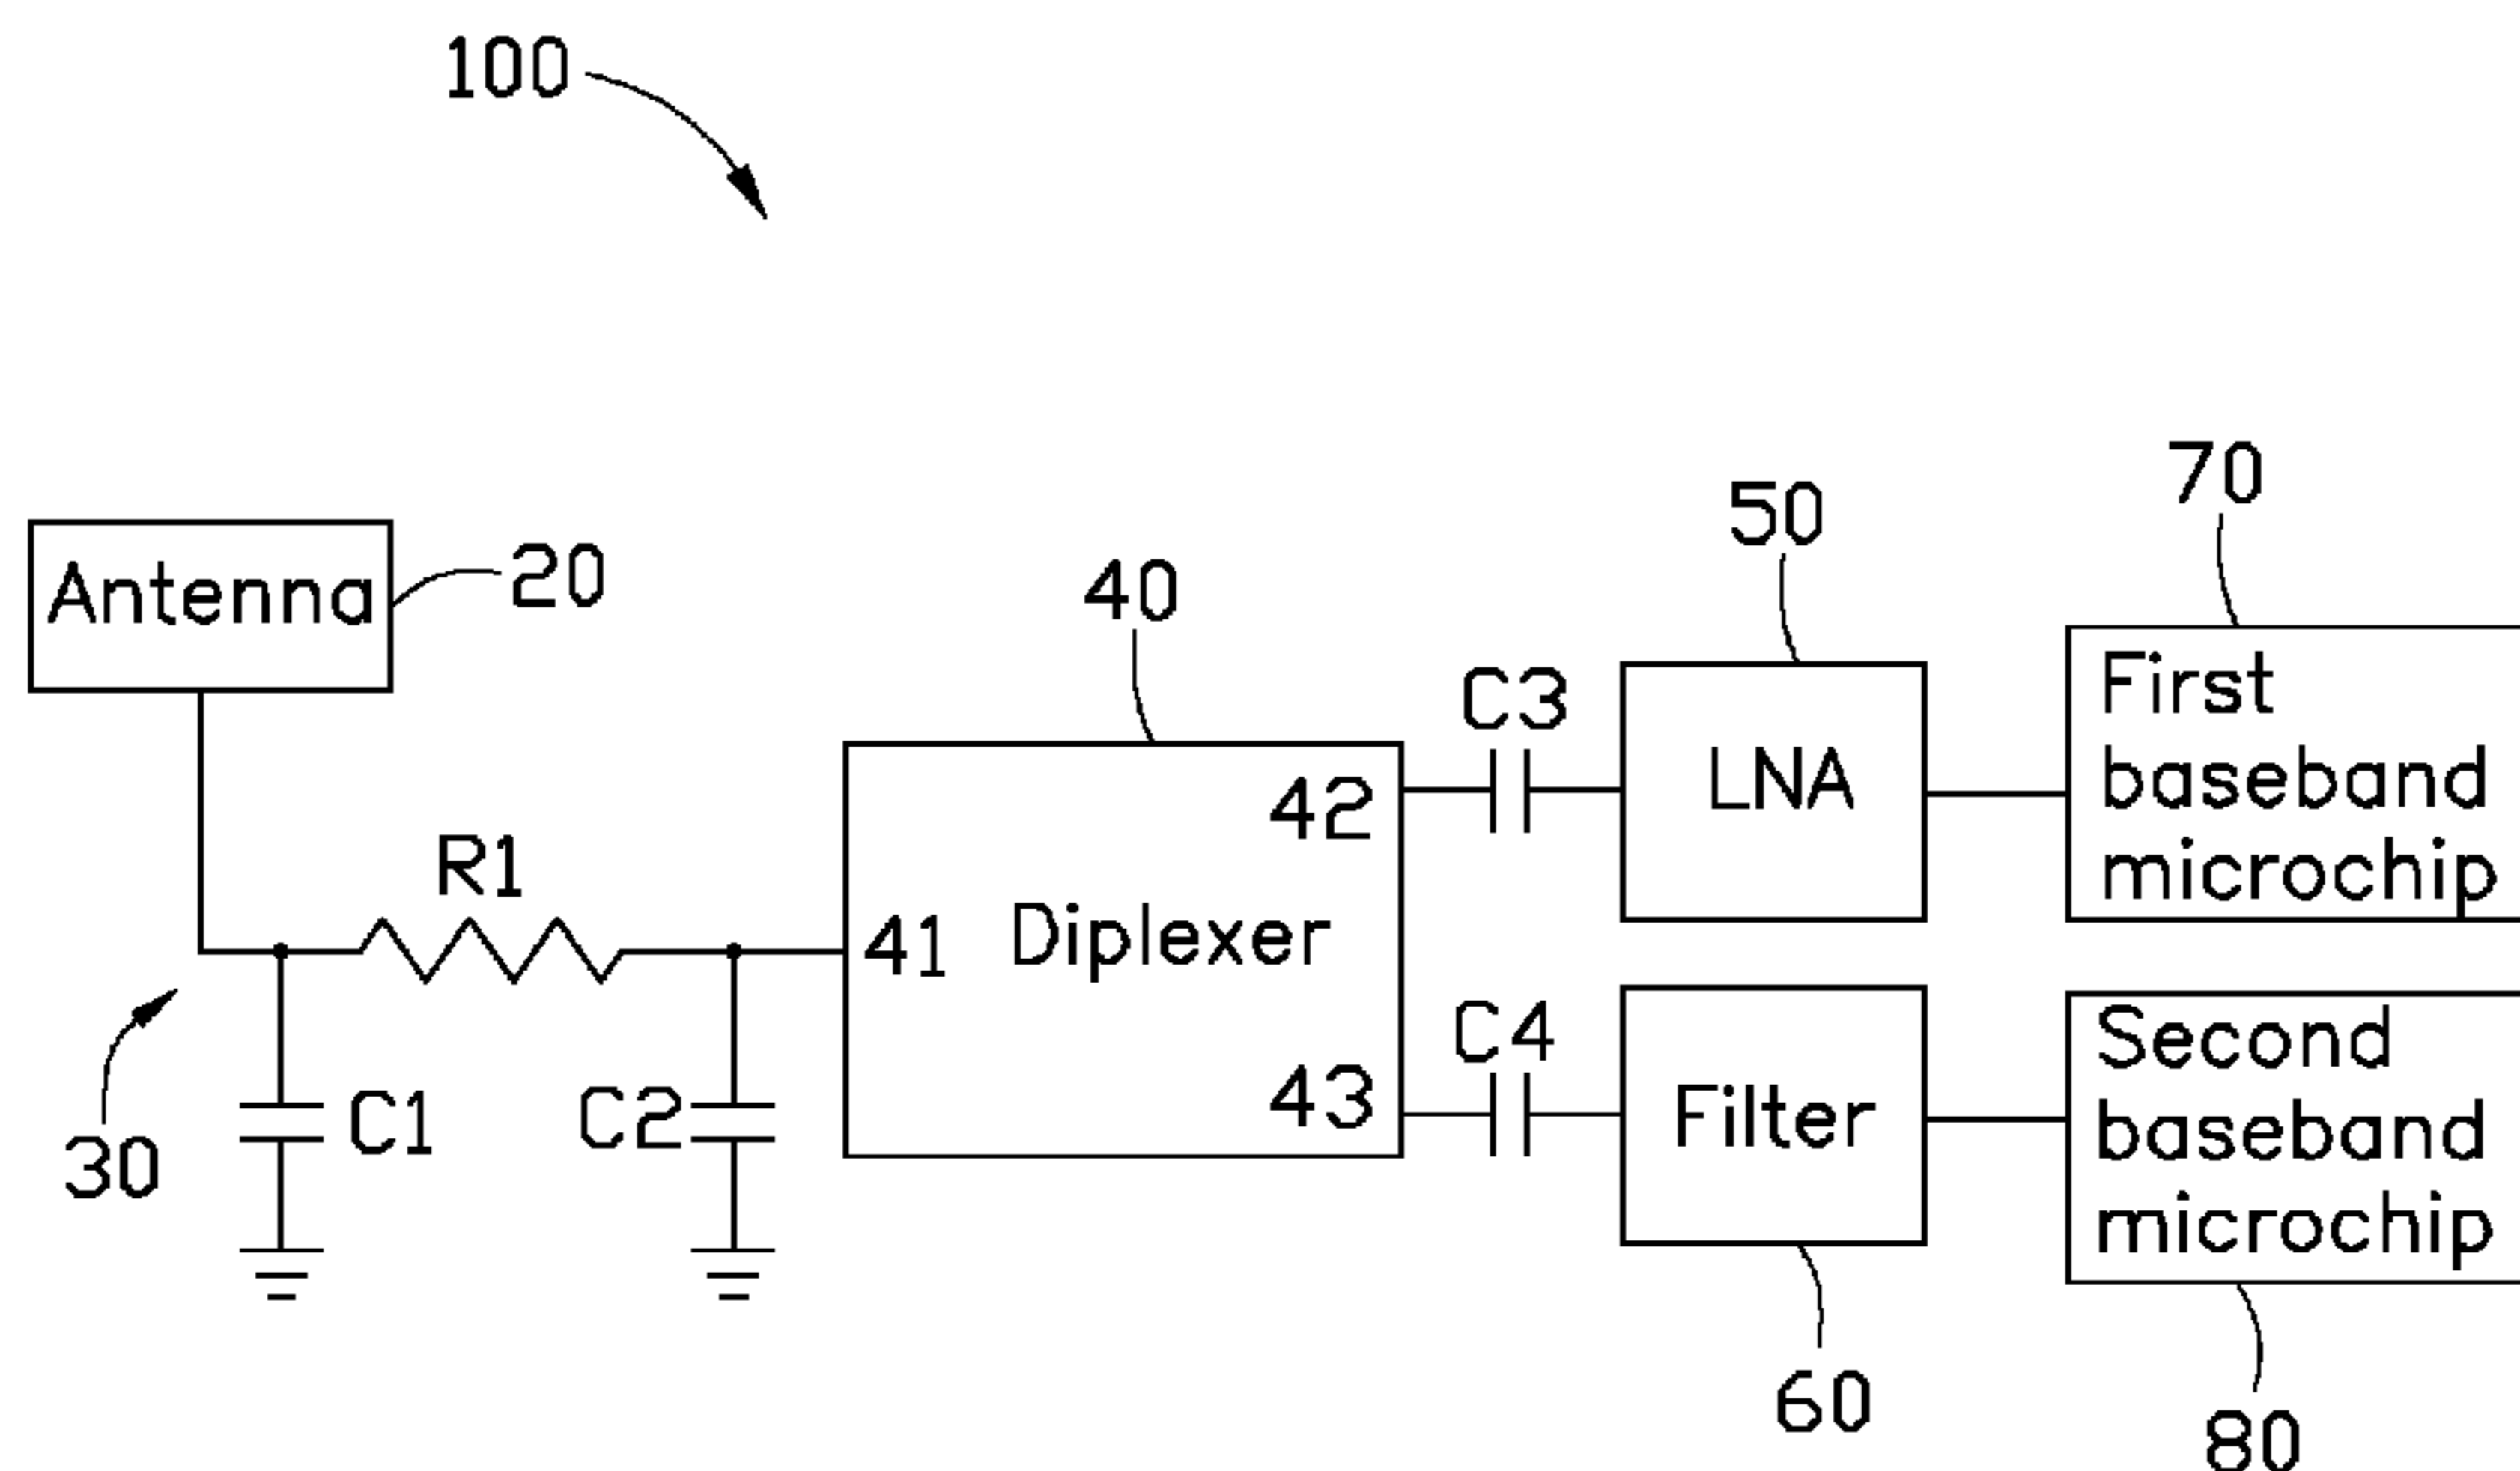 100
Antenna
20
30
R1
C1
C2
40
41
Diplexer
42
43
C3
C4
50
LNA
Filter
60
70
First
baseband
microchip
Second
baseband
microchip
80